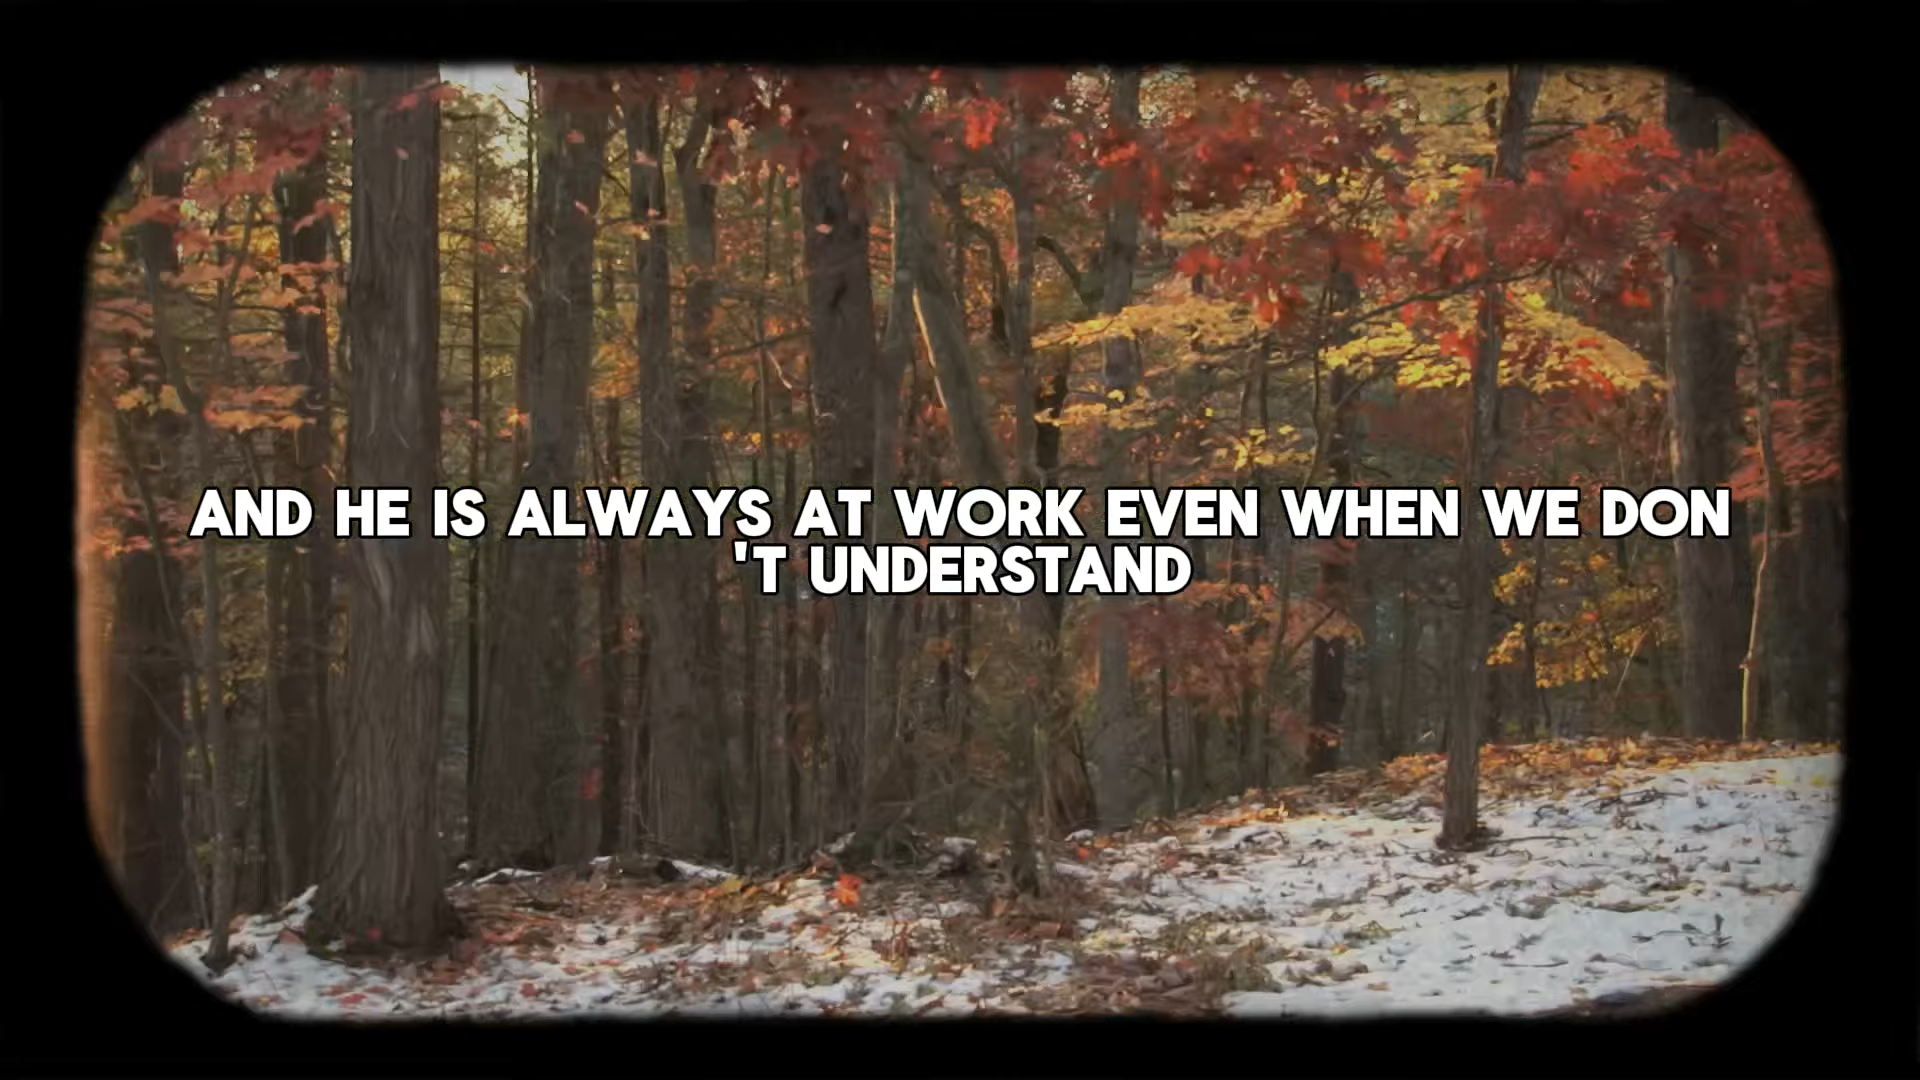 AND HE IS ALWAYS AT WORK EVEN WHEN WE DON
'T UNDERSTAND